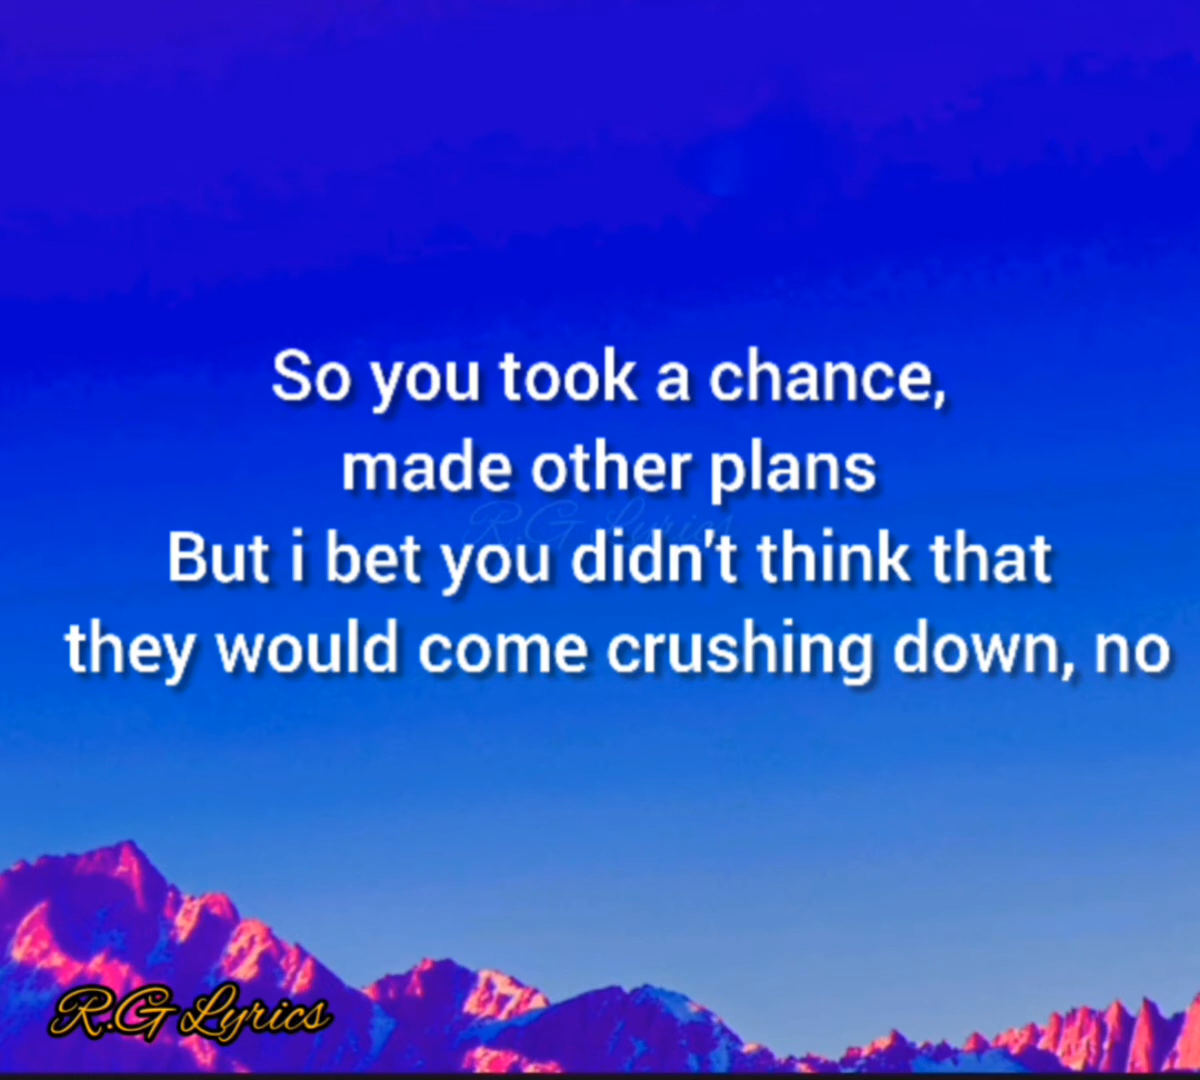 So you took a chance,
made other plans
R.G Lyrics
But i bet you didn't think that
they would come crushing down, no
R.G Lyrics